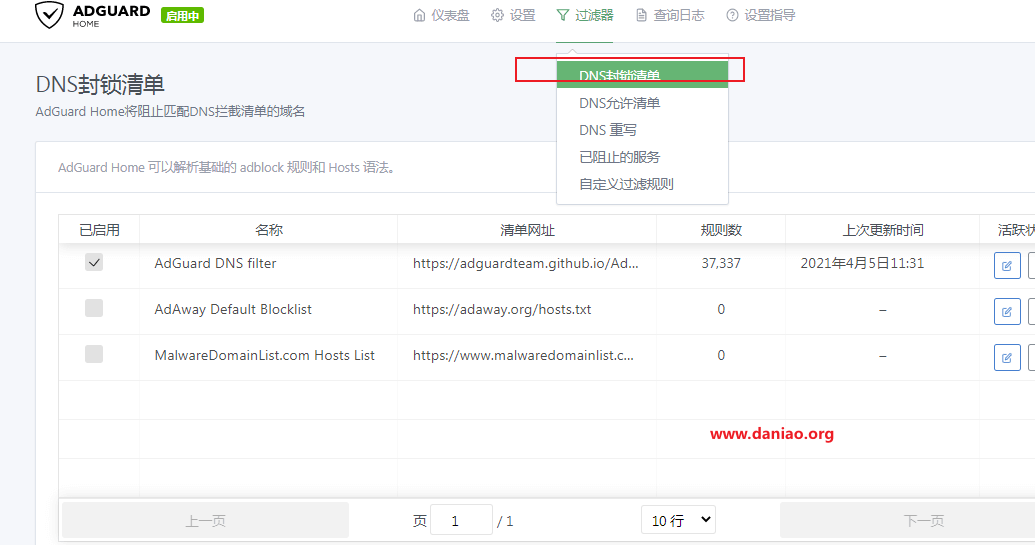 ADGUARD
HOME
启用中
仪表盘 设置 过滤器 查询日志 设置指导
DNS封锁清单
DNS允许清单
DNS 重写
已阻止的服务
自定义过滤规则
DNS封锁清单
AdGuard Home将阻止匹配DNS拦截清单的域名
AdGuard Home 可以解析基础的 adblock 规则和 Hosts 语法。
已启用 名称 清单网址 规则数 上次更新时间 活跃状
AdGuard DNS filter https://adguardteam.github.io/Ad... 37,337 2021年4月5日11:31
AdAway Default Blocklist https://adaway.org/hosts.txt 0 –
MalwareDomainList.com Hosts List https://www.malwaredomainlist.c... 0 –
www.daniao.org
上一页 页 1 / 1 10 行 下一页